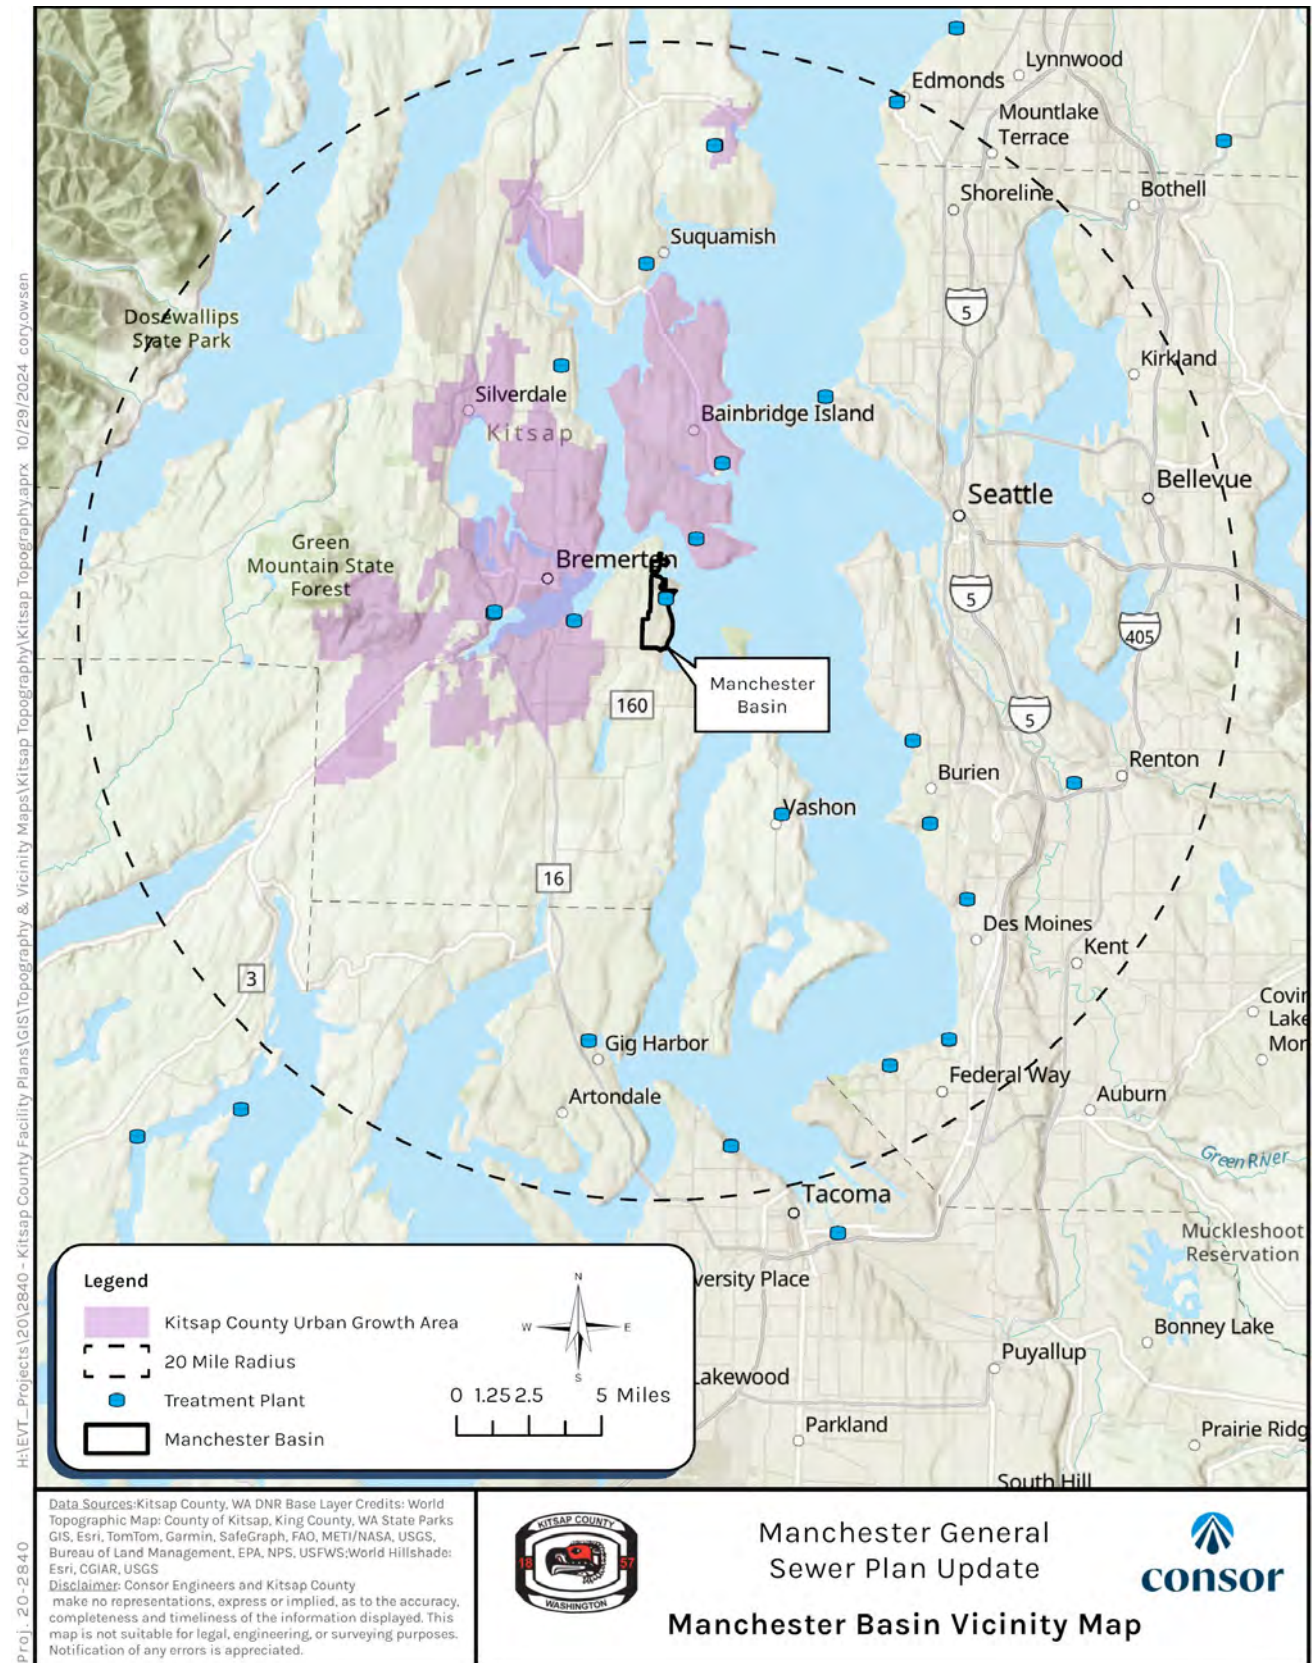 H:\EVT_Projects\20\2840 - Kitsap County Facility Plans\GIS\Topography & Vicinity Maps\Kitsap Topography\Kitsap Topography.aprx 10/29/2024 cory.owsen
Proj. 20-2840
Lynnwood
Edmonds
Mountlake
Terrace
Shoreline
Bothell
Suquamish
Dosewallips
State Park
5
Kirkland
Silverdale
Kitsap
Bainbridge Island
Bellevue
Seattle
Green
Mountain State
Forest
Bremerton
5
405
Manchester
Basin
160
5
Renton
Burien
Vashon
16
Des Moines
Kent
3
Covin
Lake
Mor
Gig Harbor
Federal Way
Artondale
Auburn
Green River
Tacoma
Muckleshoot
Reservation
versity Place
Bonney Lake
Puyallup
Lakewood
Parkland
Prairie Ridg
South Hill
Legend
Kitsap County Urban Growth Area
20 Mile Radius
Treatment Plant
Manchester Basin
N
W E
S
0 1.25 2.5 5 Miles
Data Sources:Kitsap County, WA DNR Base Layer Credits: World
Topographic Map: County of Kitsap, King County, WA State Parks
GIS, Esri, TomTom, Garmin, SafeGraph, FAO, METI/NASA, USGS,
Bureau of Land Management, EPA, NPS, USFWS;World Hillshade:
Esri, CGIAR, USGS
Disclaimer: Consor Engineers and Kitsap County
make no representations, express or implied, as to the accuracy,
completeness and timeliness of the information displayed. This
map is not suitable for legal, engineering, or surveying purposes.
Notification of any errors is appreciated.
KITSAP COUNTY
18 57
WASHINGTON
Manchester General
Sewer Plan Update
Manchester Basin Vicinity Map
consor